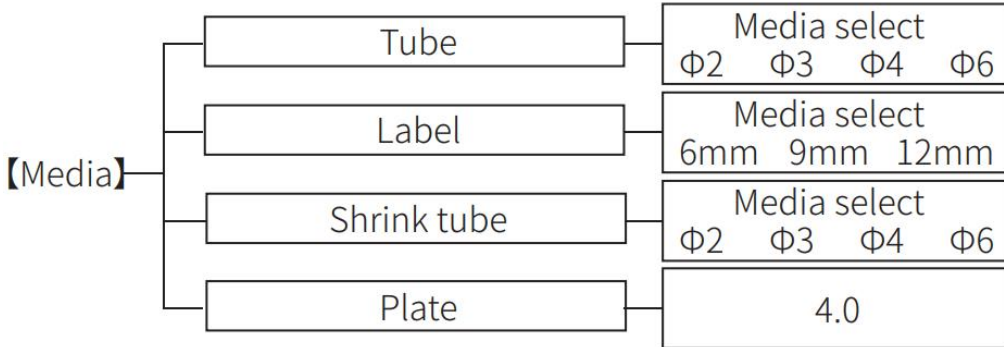 Tube
Media select
Φ2 Φ3 Φ4 Φ6
Label
Media select
6mm 9mm 12mm
【Media】
Shrink tube
Media select
Φ2 Φ3 Φ4 Φ6
Plate
4.0